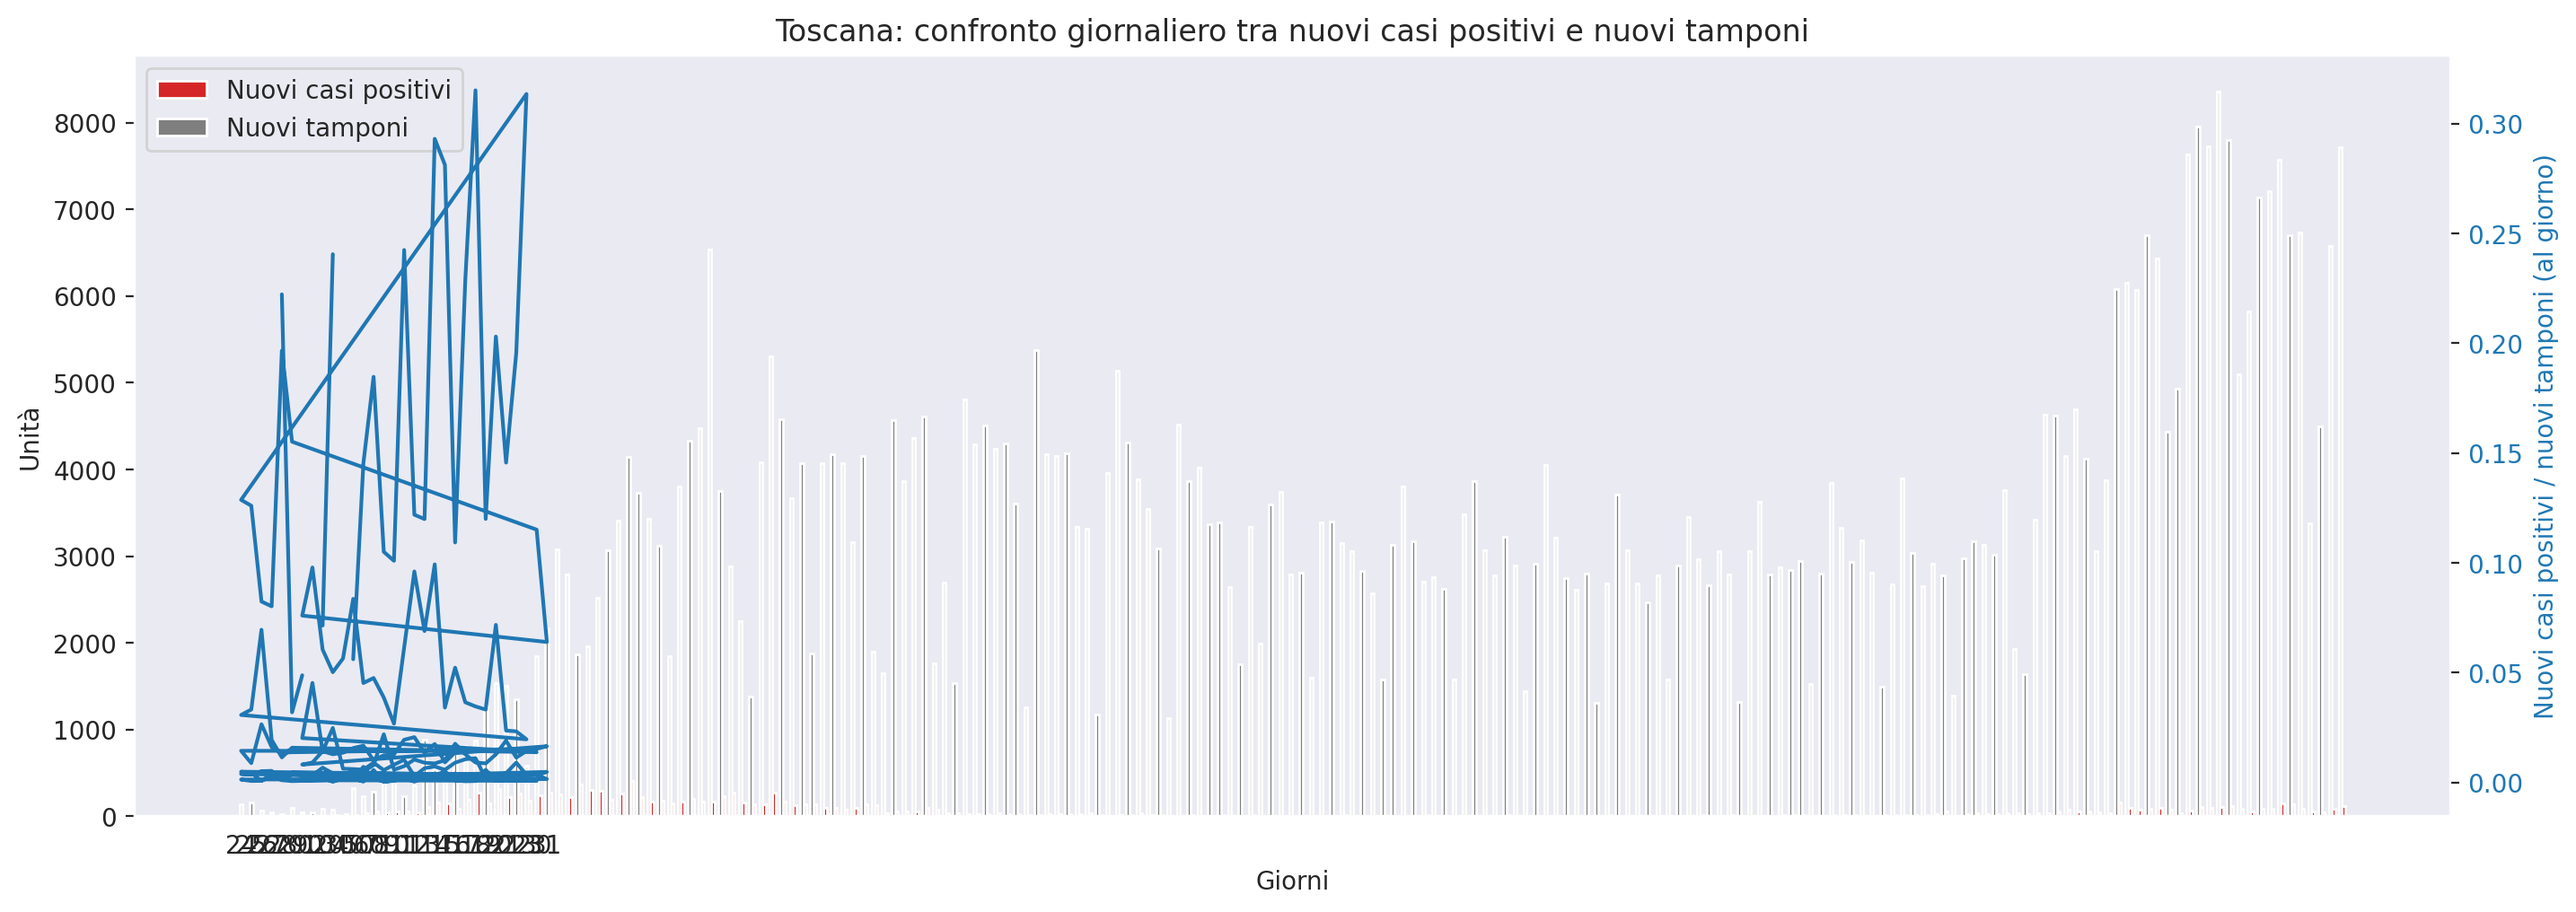 Toscana: confronto giornaliero tra nuovi casi positivi e nuovi tamponi
Nuovi casi positivi
Nuovi tamponi
8000
7000
6000
5000
4000
3000
2000
1000
0
Unità
0.30
0.25
0.20
0.15
0.10
0.05
0.00
Nuovi casi positivi / nuovi tamponi (al giorno)
Giorni